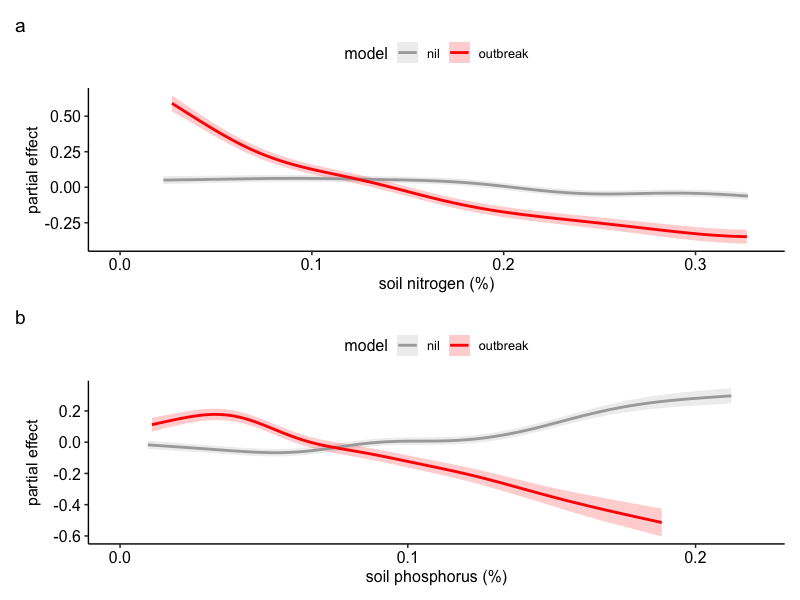 a
model nil outbreak
partial effect
0.50
0.25
0.00
-0.25
0.0 0.1 0.2 0.3
soil nitrogen (%)
b
model nil outbreak
partial effect
0.2
0.0
-0.2
-0.4
-0.6
0.0 0.1 0.2
soil phosphorus (%)